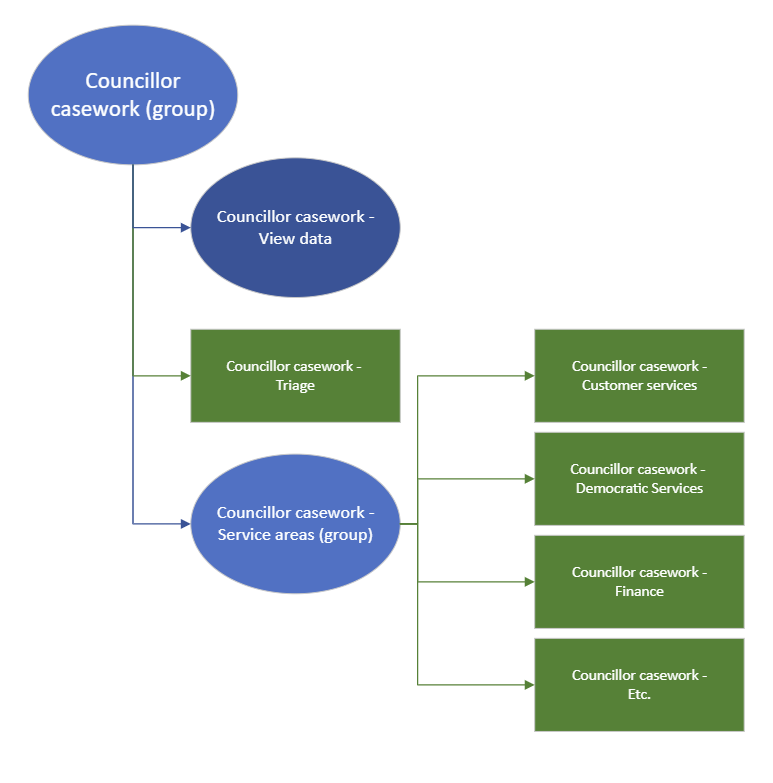 Councillor
casework (group)
Councillor casework -
View data
Councillor casework -
Triage
Councillor casework -
Service areas (group)
Councillor casework -
Customer services
Councillor casework -
Democratic Services
Councillor casework -
Finance
Councillor casework -
Etc.